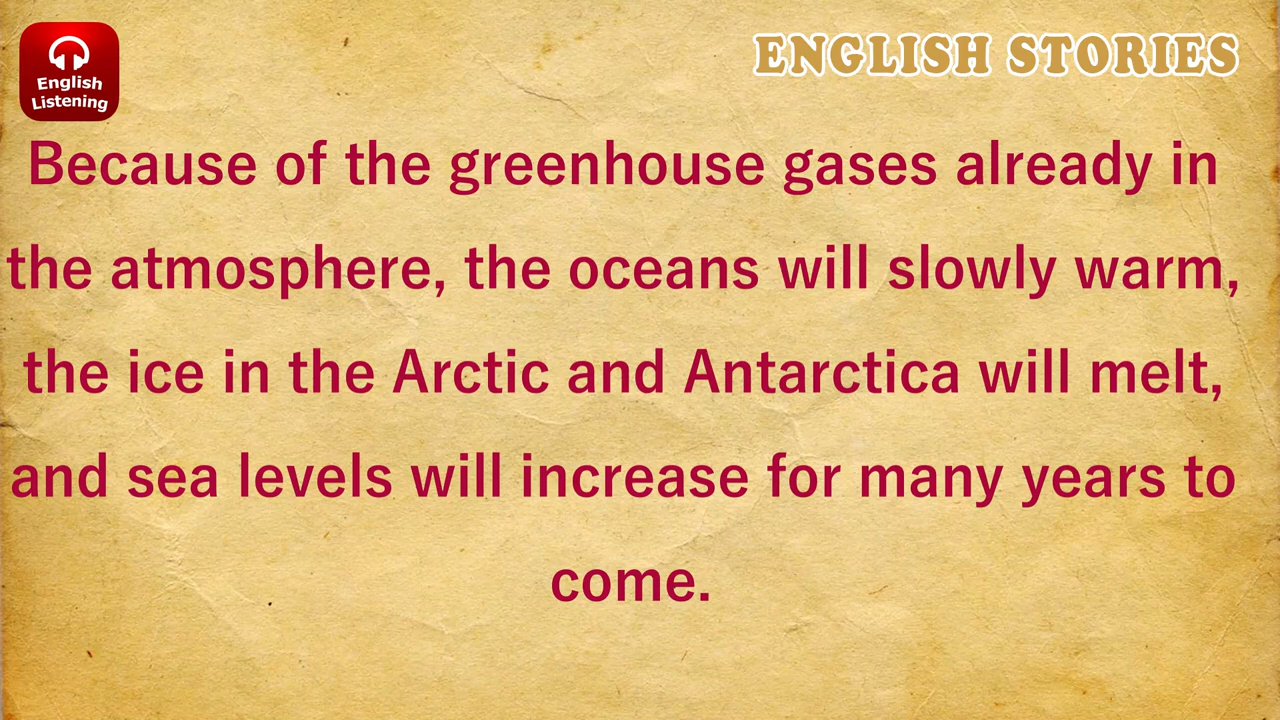 English
Listening
ENGLISH STORIES
Because of the greenhouse gases already in
the atmosphere, the oceans will slowly warm,
the ice in the Arctic and Antarctica will melt,
and sea levels will increase for many years to
come.